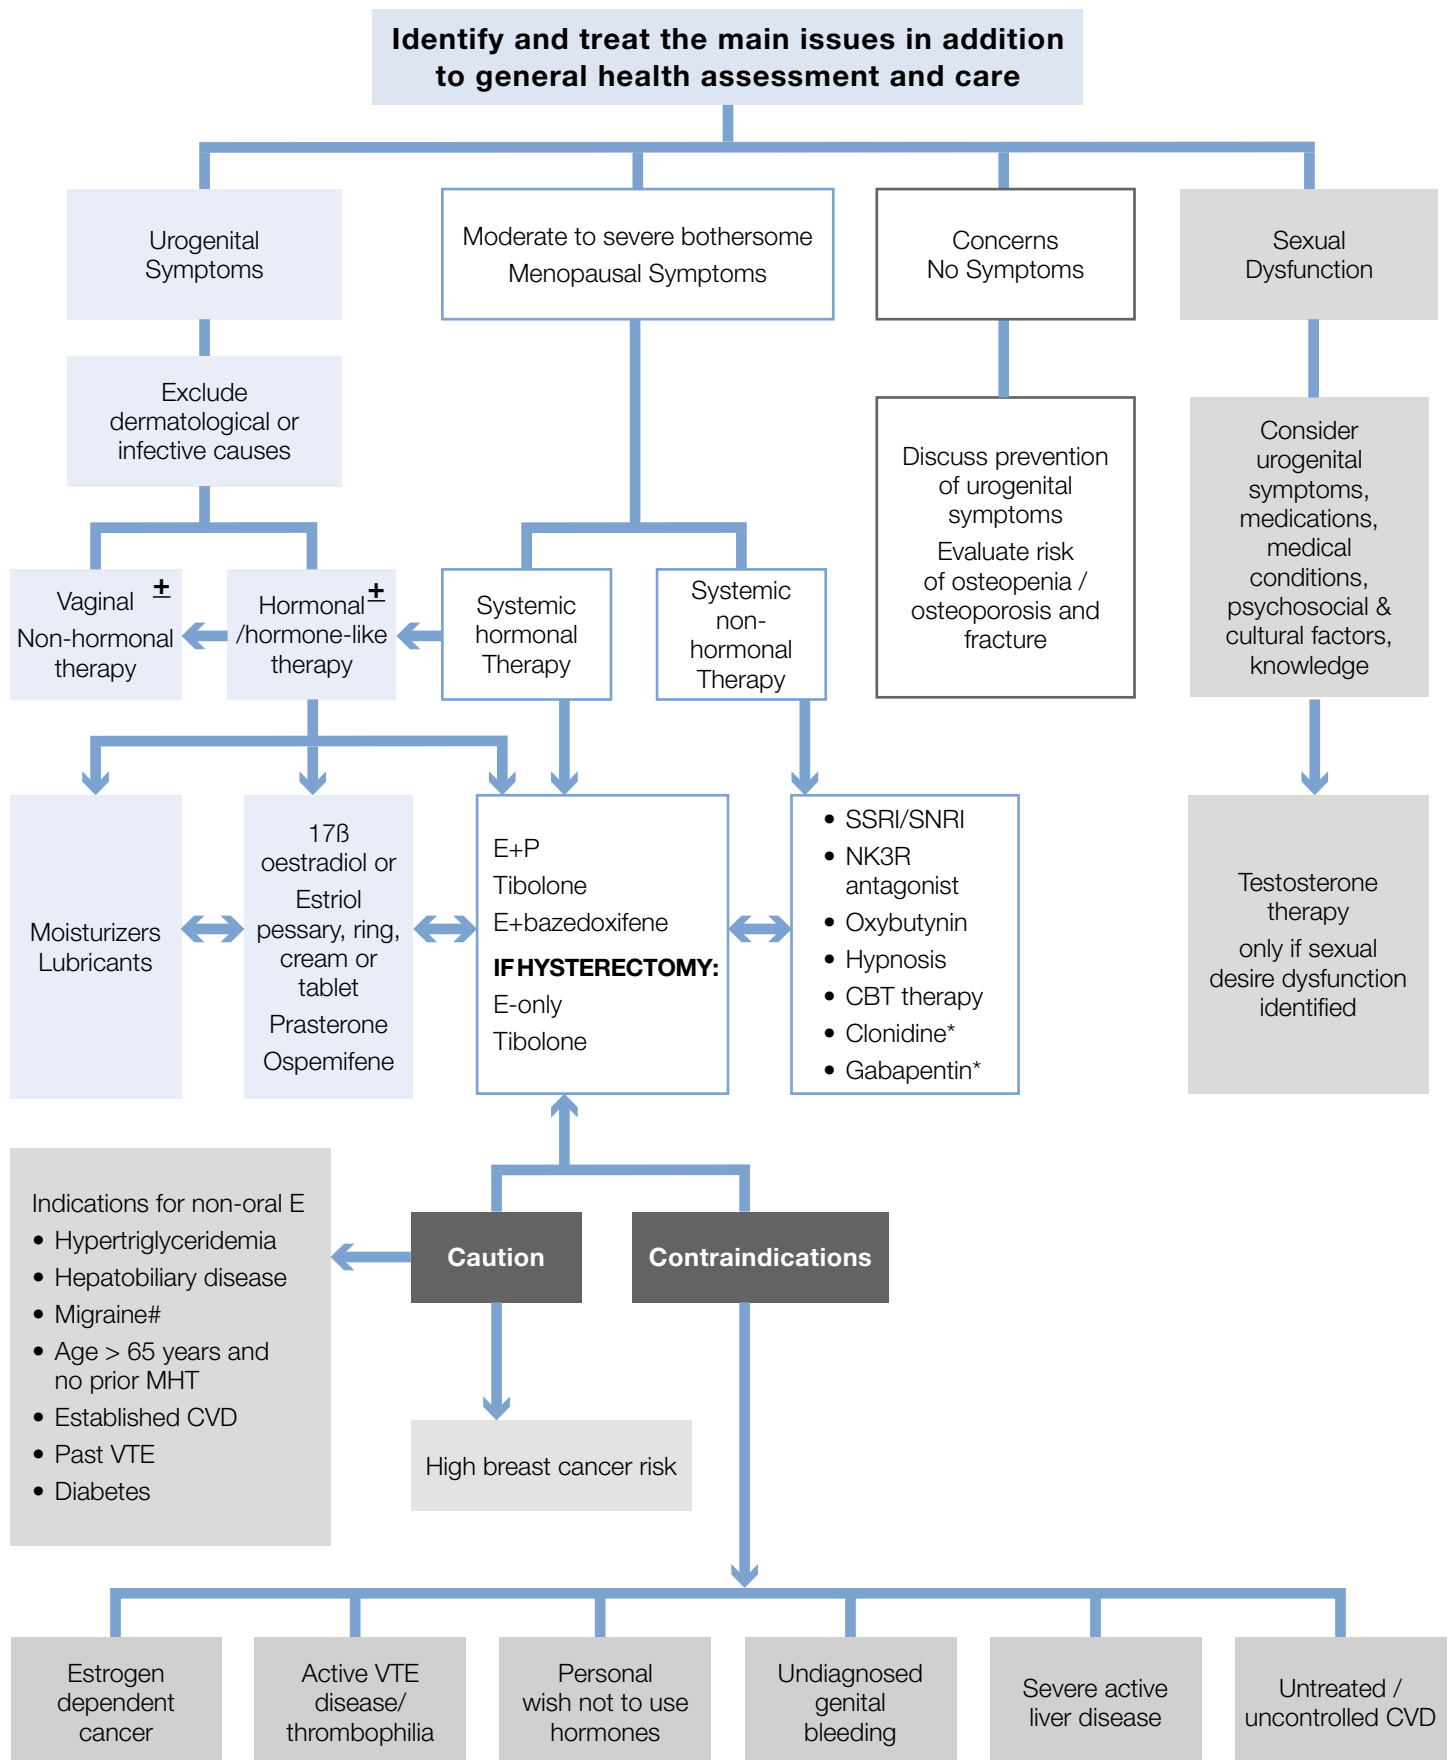 Identify and treat the main issues in addition
to general health assessment and care
Urogenital
Symptoms
Moderate to severe bothersome
Menopausal Symptoms
Concerns
No Symptoms
Sexual
Dysfunction
Exclude
dermatological or
infective causes
Discuss prevention
of urogenital
symptoms
Evaluate risk
of osteopenia /
osteoporosis and
fracture
Consider
urogenital
symptoms,
medications,
medical
conditions,
psychosocial &
cultural factors,
knowledge
Vaginal ±
Non-hormonal
therapy
Hormonal ±
/hormone-like
therapy
Systemic
hormonal
Therapy
Systemic
non-
hormonal
Therapy
Moisturizers
Lubricants
17ß
oestradiol or
Estriol
pessary, ring,
cream or
tablet
Prasterone
Ospemifene
E+P
Tibolone
E+bazedoxifene
IF HYSTERECTOMY:
E-only
Tibolone
• SSRI/SNRI
• NK3R
antagonist
• Oxybutynin
• Hypnosis
• CBT therapy
• Clonidine*
• Gabapentin*
Testosterone
therapy
only if sexual
desire dysfunction
identified
Indications for non-oral E
• Hypertriglyceridemia
• Hepatobiliary disease
• Migraine#
• Age > 65 years and
no prior MHT
• Established CVD
• Past VTE
• Diabetes
Caution
Contraindications
High breast cancer risk
Estrogen
dependent
cancer
Active VTE
disease/
thrombophilia
Personal
wish not to use
hormones
Undiagnosed
genital
bleeding
Severe active
liver disease
Untreated /
uncontrolled CVD